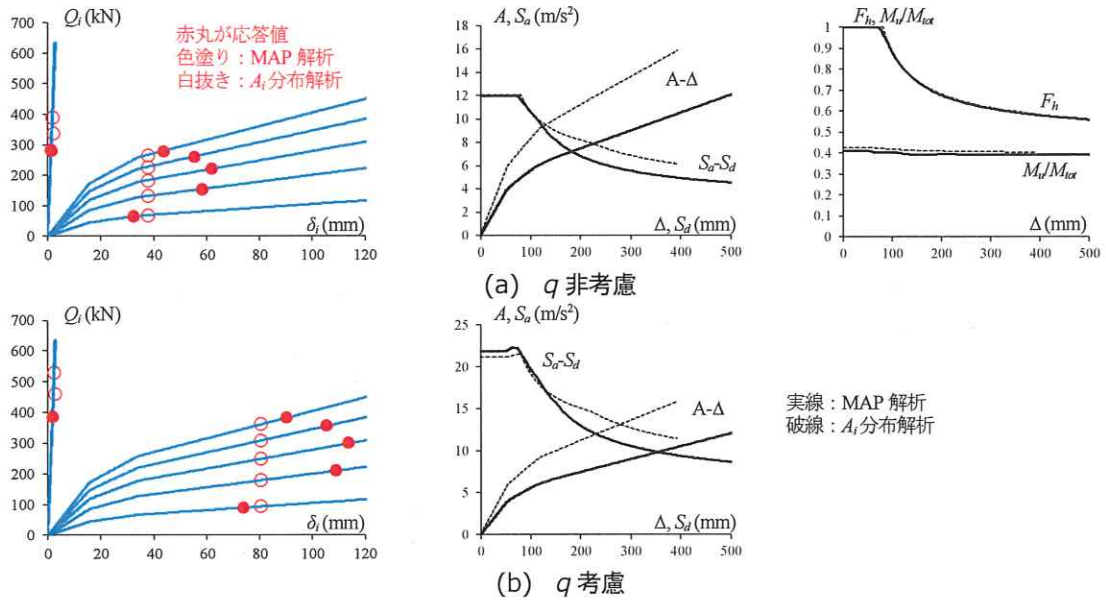 Q_i (kN)
700
600
500
400
300
200
100
0
0 20 40 60 80 100 120
δ_i (mm)
赤丸が応答値
色塗り：MAP 解析
白抜き：A_i 分布解析
A, S_a (m/s²)
18
16
14
12
10
8
6
4
2
0
0 100 200 300 400 500
A-Δ
S_a-S_d
Δ, S_d (mm)
F_h, M_u/M_tot
1
0.9
0.8
0.7
0.6
0.5
0.4
0.3
0.2
0.1
0
0 100 200 300 400 500
F_h
M_u/M_tot
Δ (mm)
(a) q 非考慮
Q_i (kN)
700
600
500
400
300
200
100
0
0 20 40 60 80 100 120
δ_i (mm)
A, S_a (m/s²)
25
20
15
10
5
0
0 100 200 300 400 500
S_a-S_d
A-Δ
Δ, S_d (mm)
実線：MAP 解析
破線：A_i 分布解析
(b) q 考慮